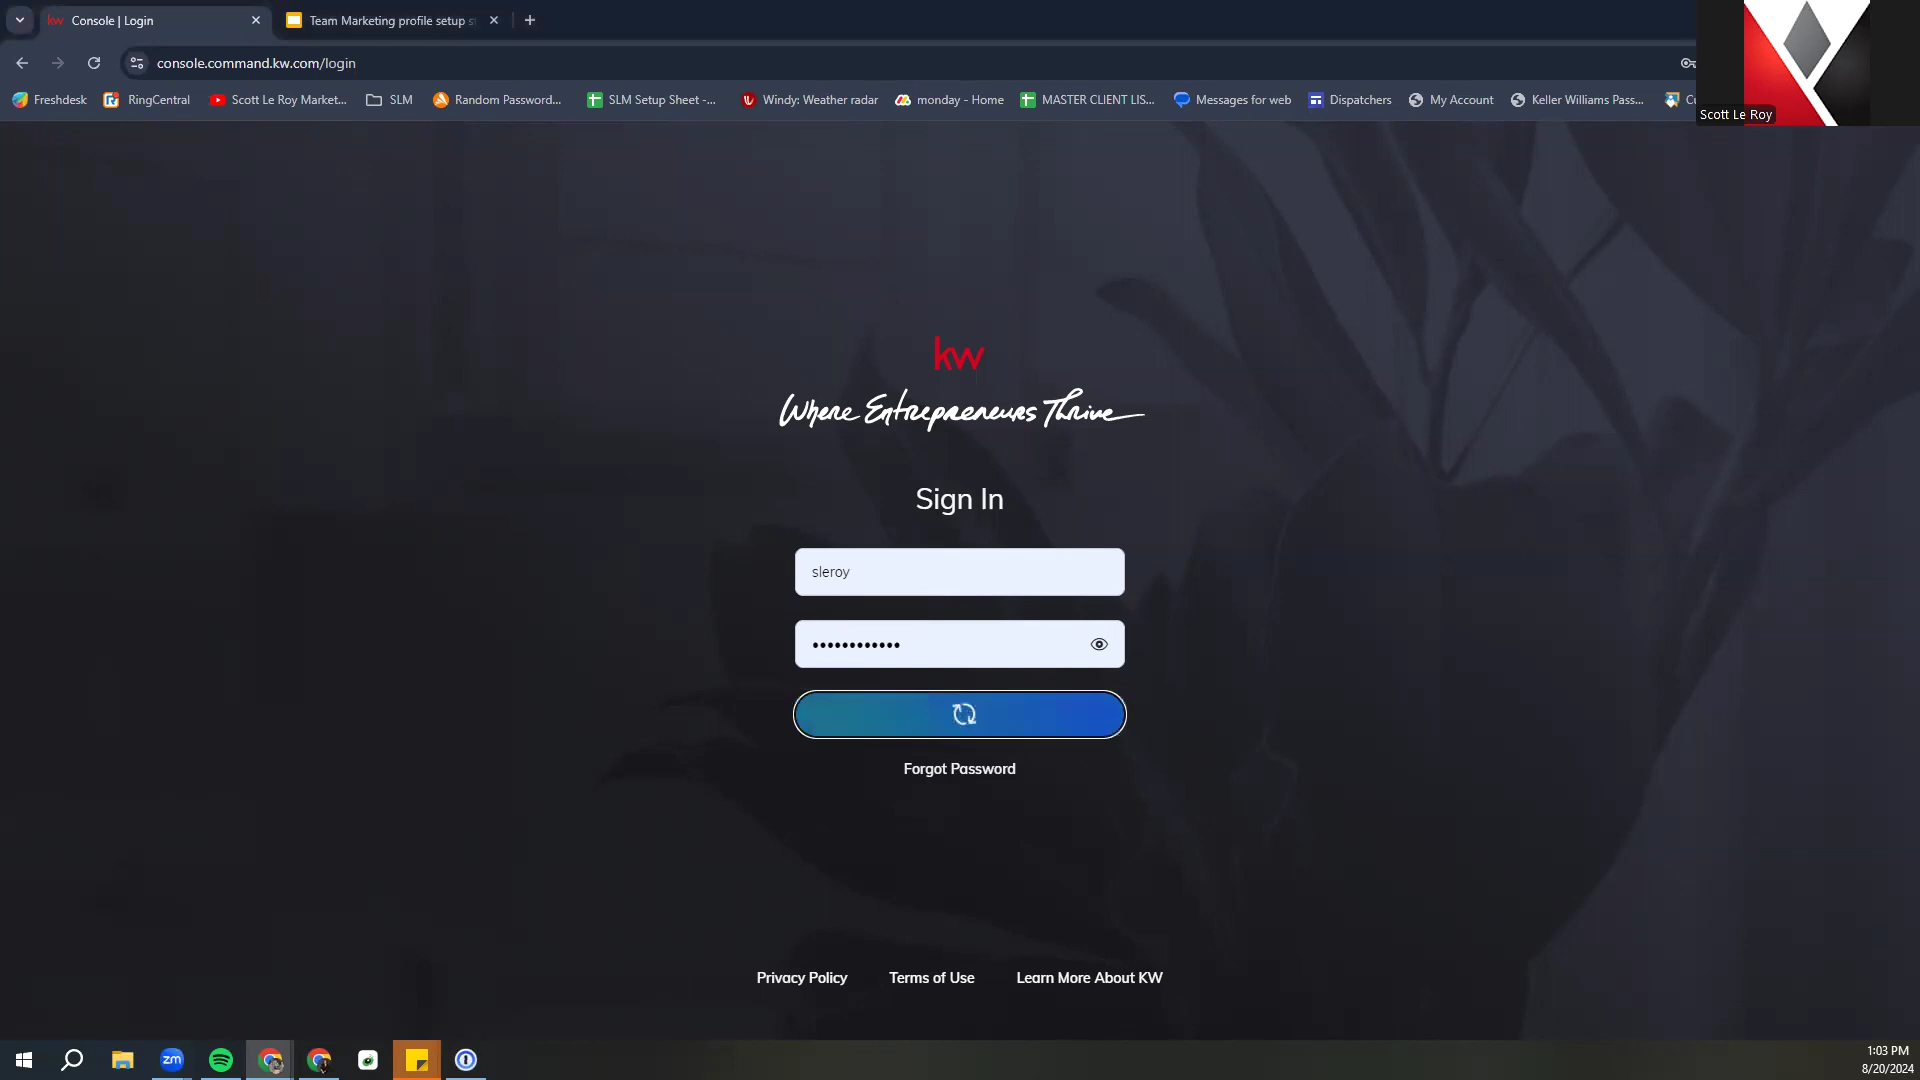 kw Console | Login
Team Marketing profile setup s
console.command.kw.com/login
Freshdesk RingCentral Scott Le Roy Market... SLM Random Password... SLM Setup Sheet -... Windy: Weather radar monday - Home MASTER CLIENT LIS... Messages for web Dispatchers My Account Keller Williams Pass... Cu
Scott Le Roy
kw
Where Entrepreneurs Thrive
Sign In
sleroy
••••••••••••
Forgot Password
Privacy Policy Terms of Use Learn More About KW
zm
1:03 PM
8/20/2024